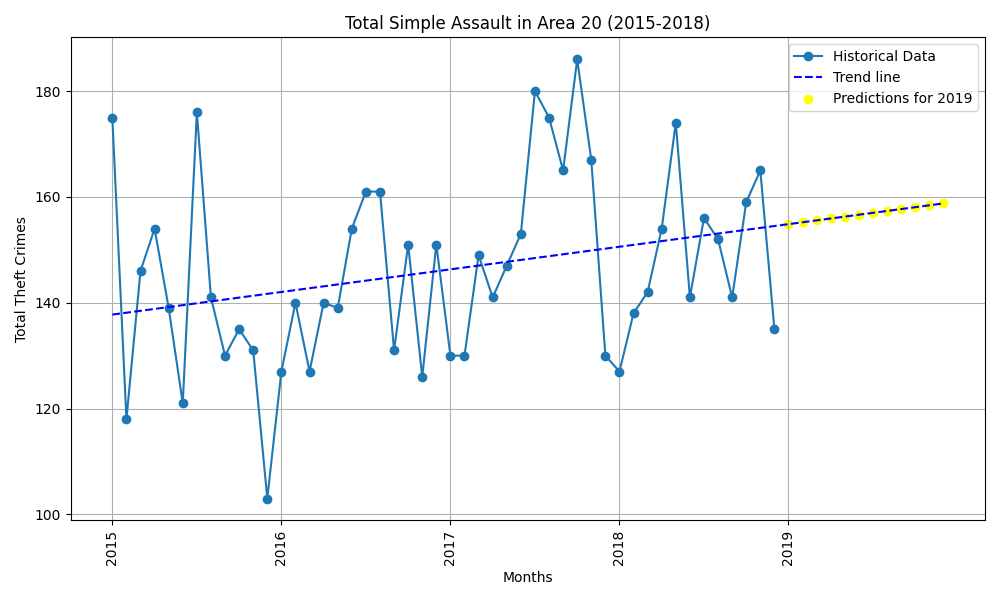 Total Simple Assault in Area 20 (2015-2018)
Historical Data
Trend line
Predictions for 2019
180
160
140
120
100
Total Theft Crimes
2015
2016
2017
2018
2019
Months